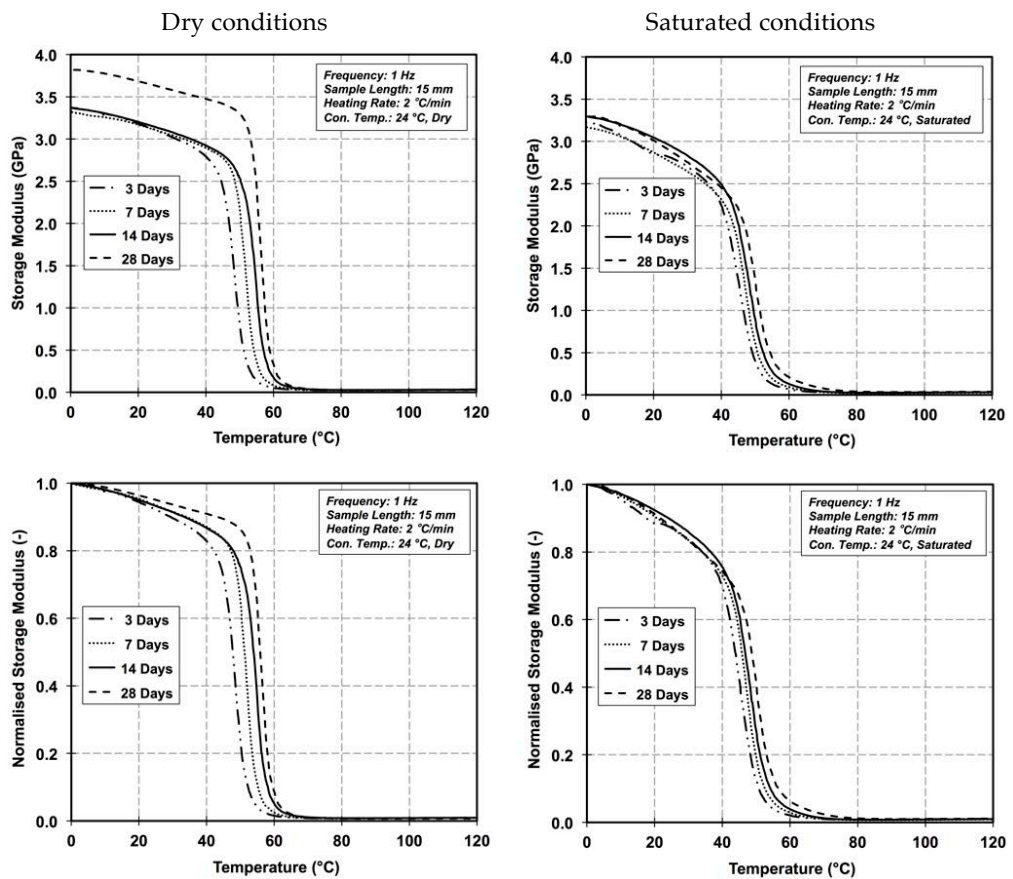 Dry conditions
Saturated conditions
4.0
3.5
3.0
2.5
2.0
1.5
1.0
0.5
0.0
Storage Modulus (GPa)
Frequency: 1 Hz
Sample Length: 15 mm
Heating Rate: 2 °C/min
Con. Temp.: 24 °C, Dry
3 Days
7 Days
14 Days
28 Days
0 20 40 60 80 100 120
Temperature (°C)
4.0
3.5
3.0
2.5
2.0
1.5
1.0
0.5
0.0
Storage Modulus (GPa)
Frequency: 1 Hz
Sample Length: 15 mm
Heating Rate: 2 °C/min
Con. Temp.: 24 °C, Saturated
3 Days
7 Days
14 Days
28 Days
0 20 40 60 80 100 120
Temperature (°C)
1.0
0.8
0.6
0.4
0.2
0.0
Normalised Storage Modulus (-)
Frequency: 1 Hz
Sample Length: 15 mm
Heating Rate: 2 °C/min
Con. Temp.: 24 °C, Dry
3 Days
7 Days
14 Days
28 Days
0 20 40 60 80 100 120
Temperature (°C)
1.0
0.8
0.6
0.4
0.2
0.0
Normalised Storage Modulus (-)
Frequency: 1 Hz
Sample Length: 15 mm
Heating Rate: 2 °C/min
Con. Temp.: 24 °C, Saturated
3 Days
7 Days
14 Days
28 Days
0 20 40 60 80 100 120
Temperature (°C)